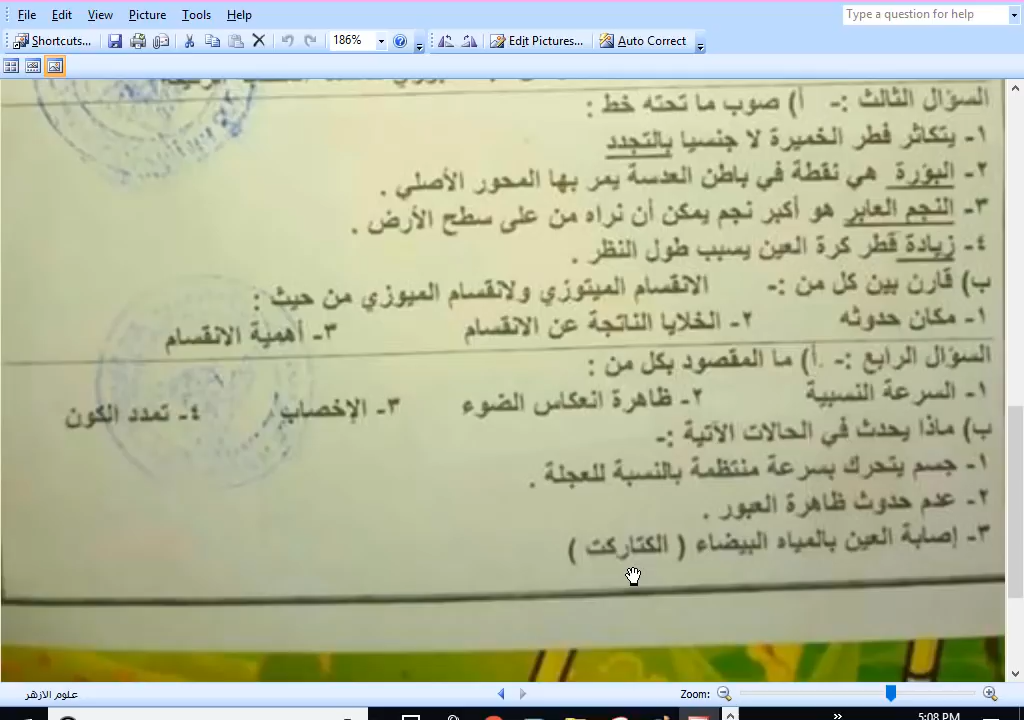 File Edit View Picture Tools Help
Type a question for help
Shortcuts... 186% Edit Pictures... Auto Correct
السؤال الثالث :- أ) صوب ما تحته خط :
١- يتكاثر فطر الخميرة لا جنسيا بالتجدد
٢- البؤرة هي نقطة في باطن العدسة يمر بها المحور الأصلي .
٣- النجم العابر هو أكبر نجم يمكن أن نراه من على سطح الأرض .
٤- زيادة قطر كرة العين يسبب طول النظر .
ب) قارن بين كل من :- الانقسام الميتوزي ولانقسام الميوزي من حيث :
١- مكان حدوثه ٢- الخلايا الناتجة عن الانقسام ٣- أهمية الانقسام
السؤال الرابع :- أ) ما المقصود بكل من :
١- السرعة النسبية ٢- ظاهرة انعكاس الضوء ٣- الإخصاب ٤- تمدد الكون
ب) ماذا يحدث في الحالات الآتية :-
١- جسم يتحرك بسرعة منتظمة بالنسبة للعجلة .
٢- عدم حدوث ظاهرة العبور .
٣- إصابة العين بالمياه البيضاء ( الكتاركت )
علوم الازهر Zoom:
5:08 PM